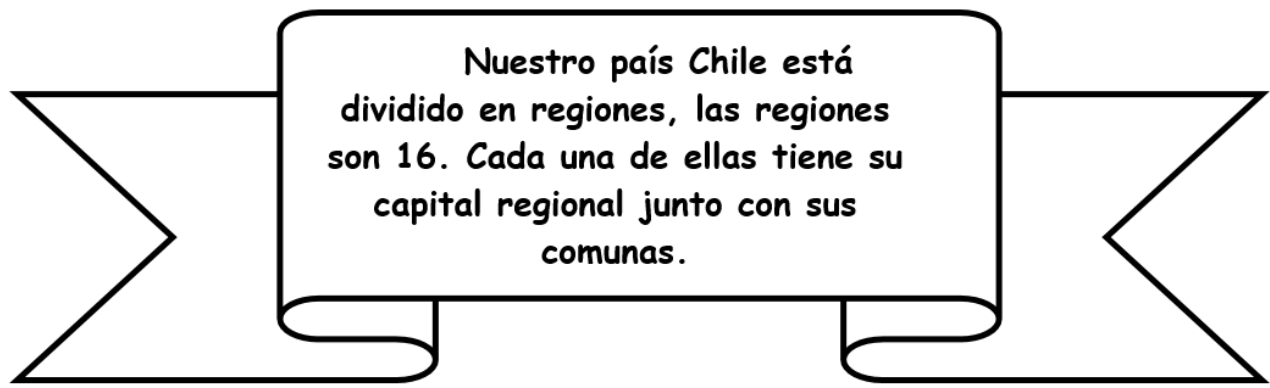 Nuestro país Chile está
dividido en regiones, las regiones
son 16. Cada una de ellas tiene su
capital regional junto con sus
comunas.